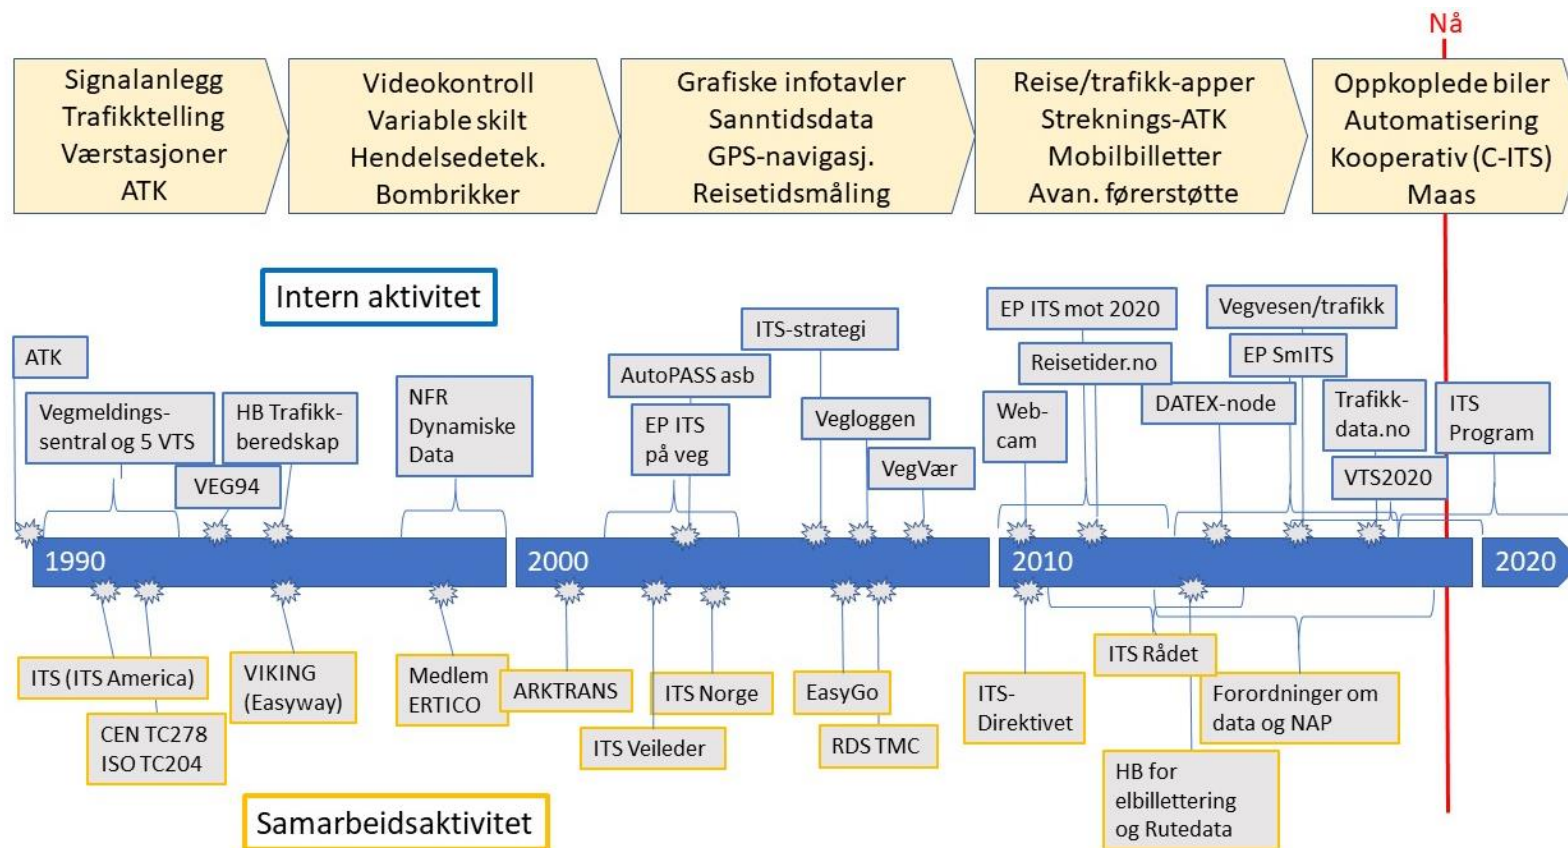 Nå
Signalanlegg
Trafikktelling
Værstasjoner
ATK
Videokontroll
Variable skilt
Hendelsedetek.
Bombrikker
Grafiske infotavler
Sanntidsdata
GPS-navigasj.
Reisetidsmåling
Reise/trafikk-apper
Streknings-ATK
Mobilbilletter
Avan. førerstøtte
Oppkoplede biler
Automatisering
Kooperativ (C-ITS)
Maas
Intern aktivitet
ATK
Vegmeldings-
sentral og 5 VTS
VEG94
HB Trafikk-
beredskap
NFR
Dynamiske
Data
AutoPASS asb
EP ITS
på veg
ITS-strategi
Vegloggen
VegVær
Web-
cam
EP ITS mot 2020
Reisetider.no
DATEX-node
Vegvesen/trafikk
EP SmITS
Trafikk-
data.no
VTS2020
ITS
Program
1990
2000
2010
2020
ITS (ITS America)
CEN TC278
ISO TC204
VIKING
(Easyway)
Medlem
ERTICO
ARKTRANS
ITS Veileder
ITS Norge
EasyGo
RDS TMC
ITS-
Direktivet
ITS Rådet
HB for
elbillettering
og Rutedata
Forordninger om
data og NAP
Samarbeidsaktivitet